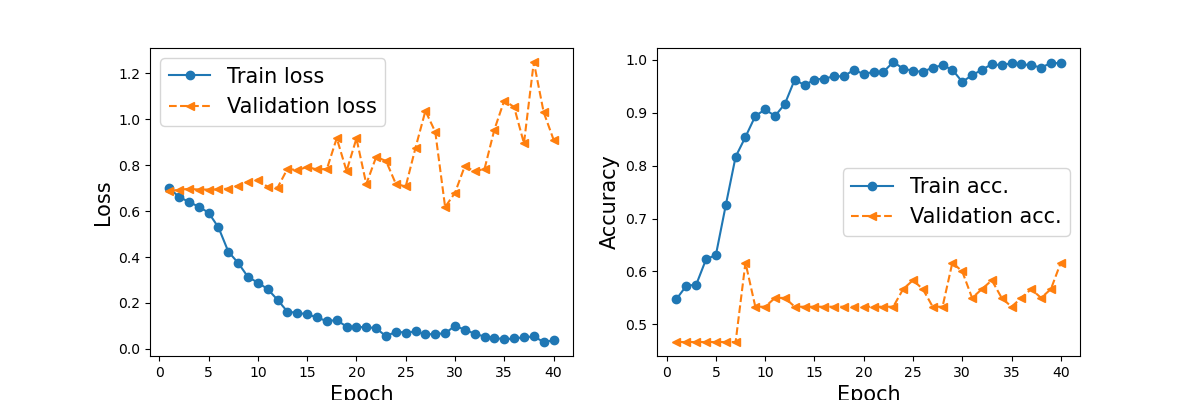 Train loss
Validation loss
Loss
1.2
1.0
0.8
0.6
0.4
0.2
0.0
0 5 10 15 20 25 30 35 40
Epoch
Train acc.
Validation acc.
Accuracy
1.0
0.9
0.8
0.7
0.6
0.5
0 5 10 15 20 25 30 35 40
Epoch